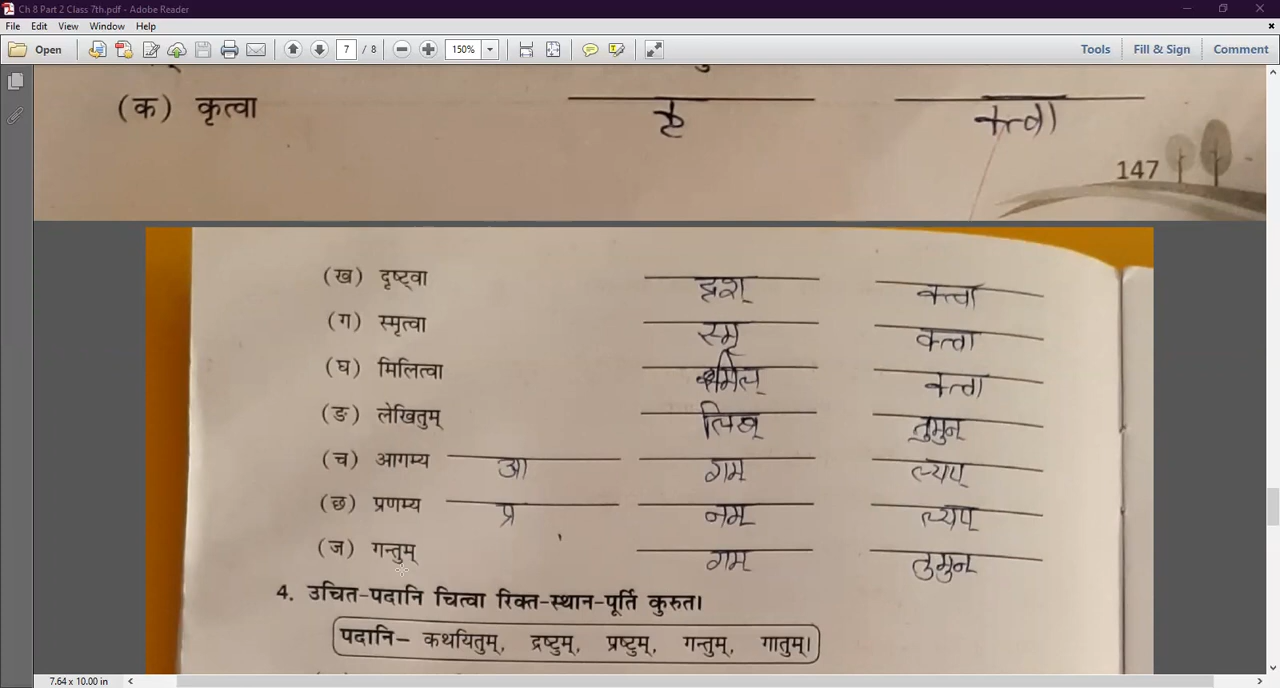 Ch 8 Part 2 Class 7th.pdf - Adobe Reader
File Edit View Window Help
Open 7 / 8 150% Tools Fill & Sign Comment
(क) कृत्वा कृ क्त्वा
147
(ख) दृष्ट्वा दृश् क्त्वा
(ग) स्मृत्वा स्मृ क्त्वा
(घ) मिलित्वा मिल् क्त्वा
(ङ) लेखितुम् लिख् तुमुन्
(च) आगम्य आ गम् ल्यप्
(छ) प्रणम्य प्र नम् ल्यप्
(ज) गन्तुम् गम् तुमुन्
4. उचित-पदानि चित्वा रिक्त-स्थान-पूर्ति कुरुत।
पदानि– कथयितुम्, द्रष्टुम्, प्रष्टुम्, गन्तुम्, गातुम्।
7.64 x 10.00 in